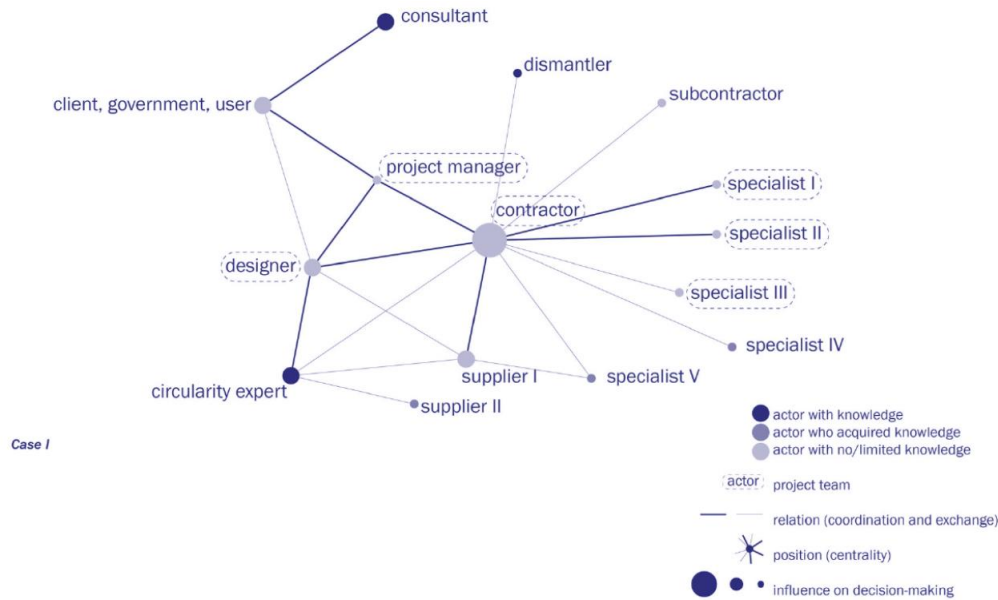 consultant
dismantler
client, government, user
subcontractor
project manager
specialist I
contractor
specialist II
designer
specialist III
specialist IV
supplier I
specialist V
circularity expert
supplier II
Case I
actor with knowledge
actor who acquired knowledge
actor with no/limited knowledge
actor project team
relation (coordination and exchange)
position (centrality)
influence on decision-making